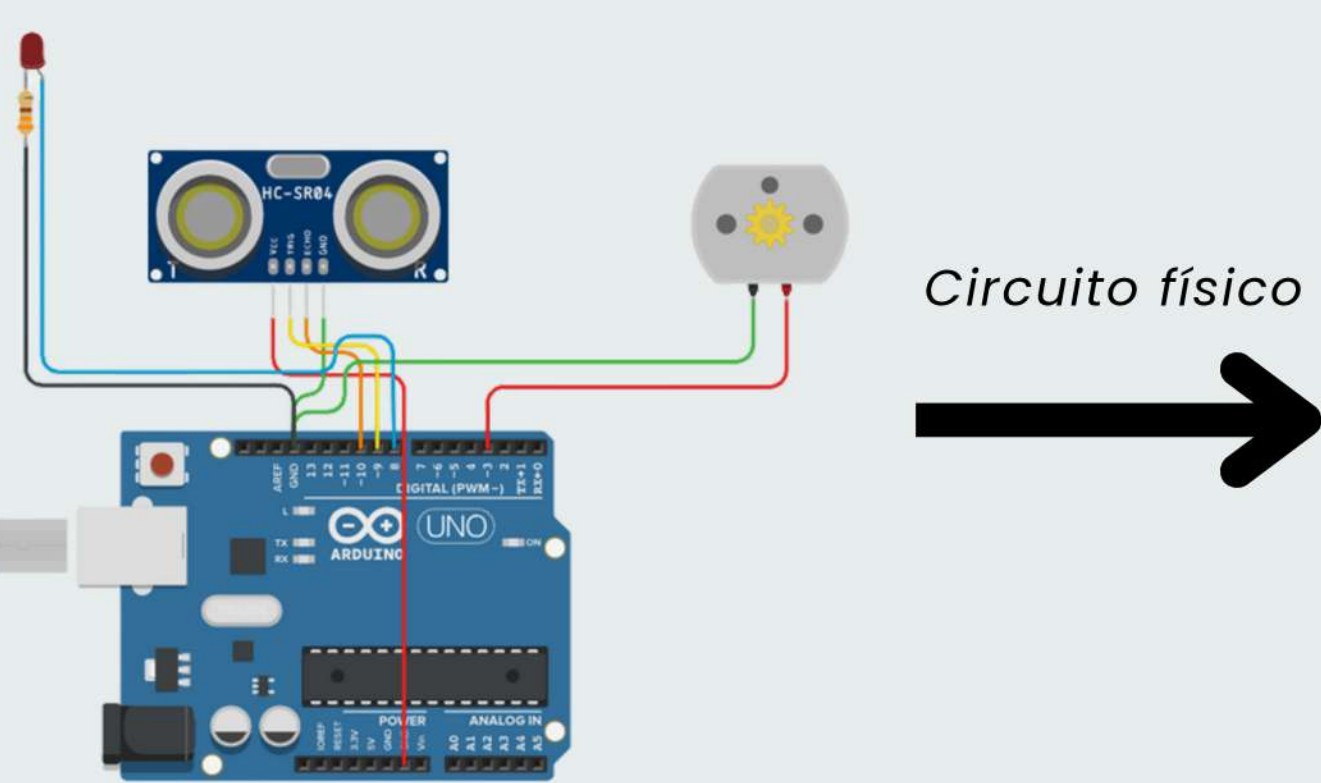 HC-SR04
VCC
TRIG
ECHO
GND
T
R
Circuito físico
AREF
GND
13
12
~11
~10
~9
8
7
~6
~5
4
~3
2
TX→1
RX←0
DIGITAL (PWM~)
L
TX
RX
ARDUINO
UNO
ON
POWER
ANALOG IN
IOREF
RESET
3.3V
5V
GND
Vin
A0
A1
A2
A3
A4
A5